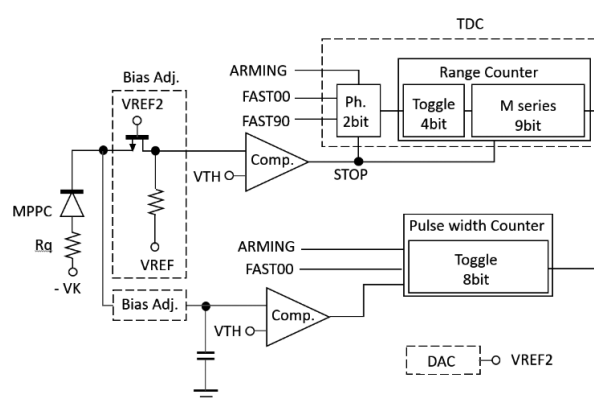 TDC
Bias Adj.
VREF2
ARMING
FAST00
FAST90
Ph.
2bit
Range Counter
Toggle
4bit
M series
9bit
Comp.
VTH
STOP
MPPC
Rq
- VK
VREF
Pulse width Counter
ARMING
FAST00
Toggle
8bit
Bias Adj.
Comp.
VTH
DAC
VREF2